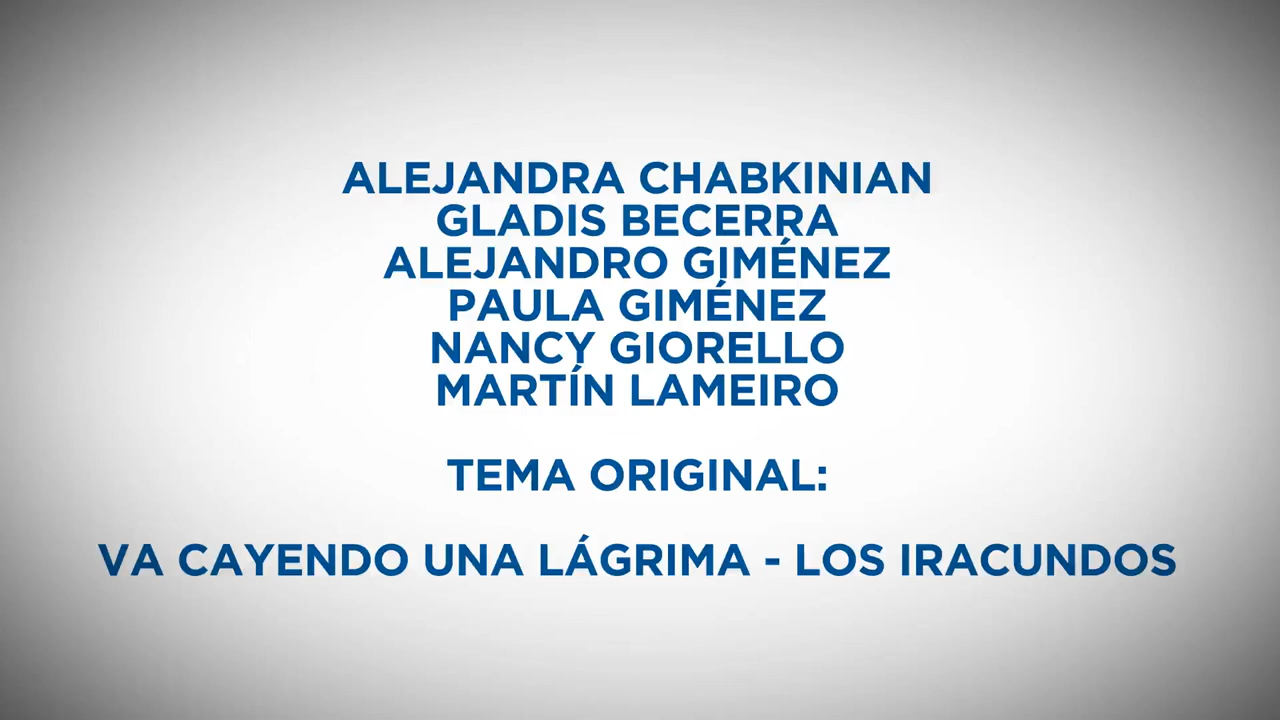 ALEJANDRA CHABKINIAN
GLADIS BECERRA
ALEJANDRO GIMÉNEZ
PAULA GIMÉNEZ
NANCY GIORELLO
MARTÍN LAMEIRO
TEMA ORIGINAL:
VA CAYENDO UNA LÁGRIMA - LOS IRACUNDOS